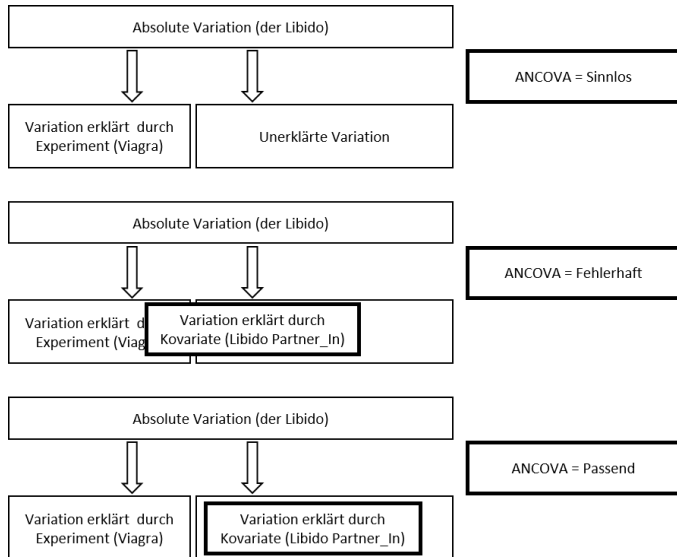 Absolute Variation (der Libido)
ANCOVA = Sinnlos
Variation erklärt durch
Experiment (Viagra)
Unerklärte Variation
Absolute Variation (der Libido)
ANCOVA = Fehlerhaft
Variation erklärt d
Experiment (Viag
Variation erklärt durch
Kovariate (Libido Partner_In)
Absolute Variation (der Libido)
ANCOVA = Passend
Variation erklärt durch
Experiment (Viagra)
Variation erklärt durch
Kovariate (Libido Partner_In)